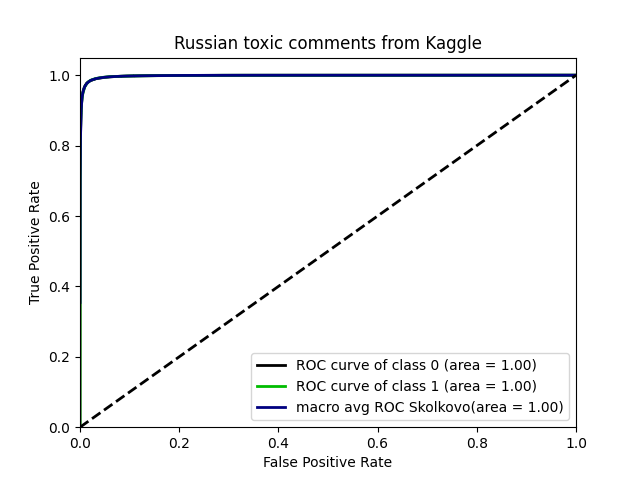 Russian toxic comments from Kaggle
True Positive Rate
1.0
0.8
0.6
0.4
0.2
0.0
ROC curve of class 0 (area = 1.00)
ROC curve of class 1 (area = 1.00)
macro avg ROC Skolkovo(area = 1.00)
0.0 0.2 0.4 0.6 0.8 1.0
False Positive Rate